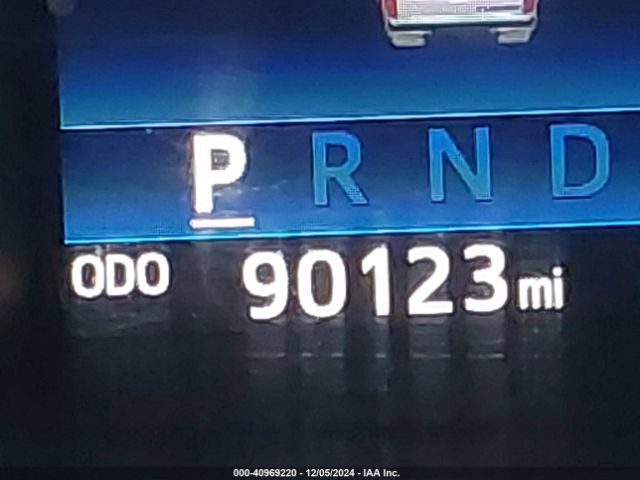 P R N D
ODO 90123 mi
000-40969220 - 12/05/2024 - IAA Inc.